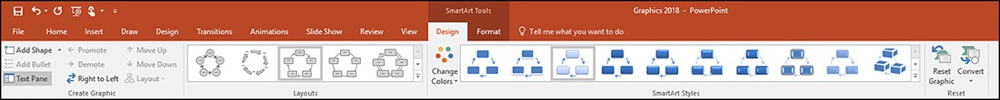 SmartArt Tools
Graphics 2018 - PowerPoint
File Home Insert Draw Design Transitions Animations Slide Show Review View Design Format Tell me what you want to do
Add Shape Promote Move Up
Add Bullet Demote Move Down
Text Pane Right to Left Layout
Create Graphic
Layouts
Change
Colors
SmartArt Styles
Reset
Graphic
Convert
Reset